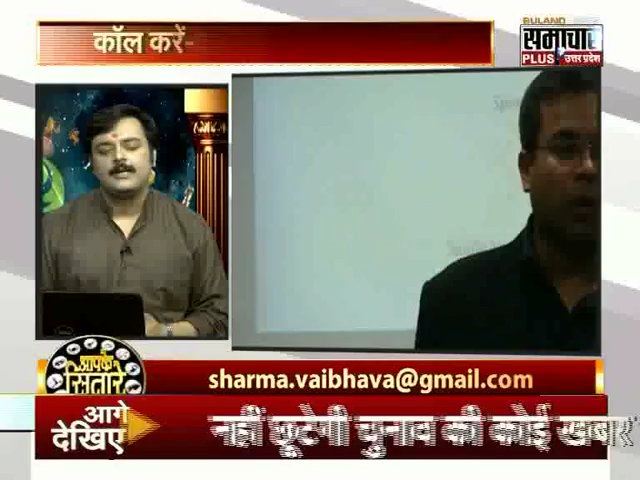 कॉल करें-
BULAND
समाचार
PLUS उत्तर प्रदेश
आपके
सितारे
sharma.vaibhava@gmail.com
आगे
देखिए
नहीं छूटेगी चुनाव की कोई खबर